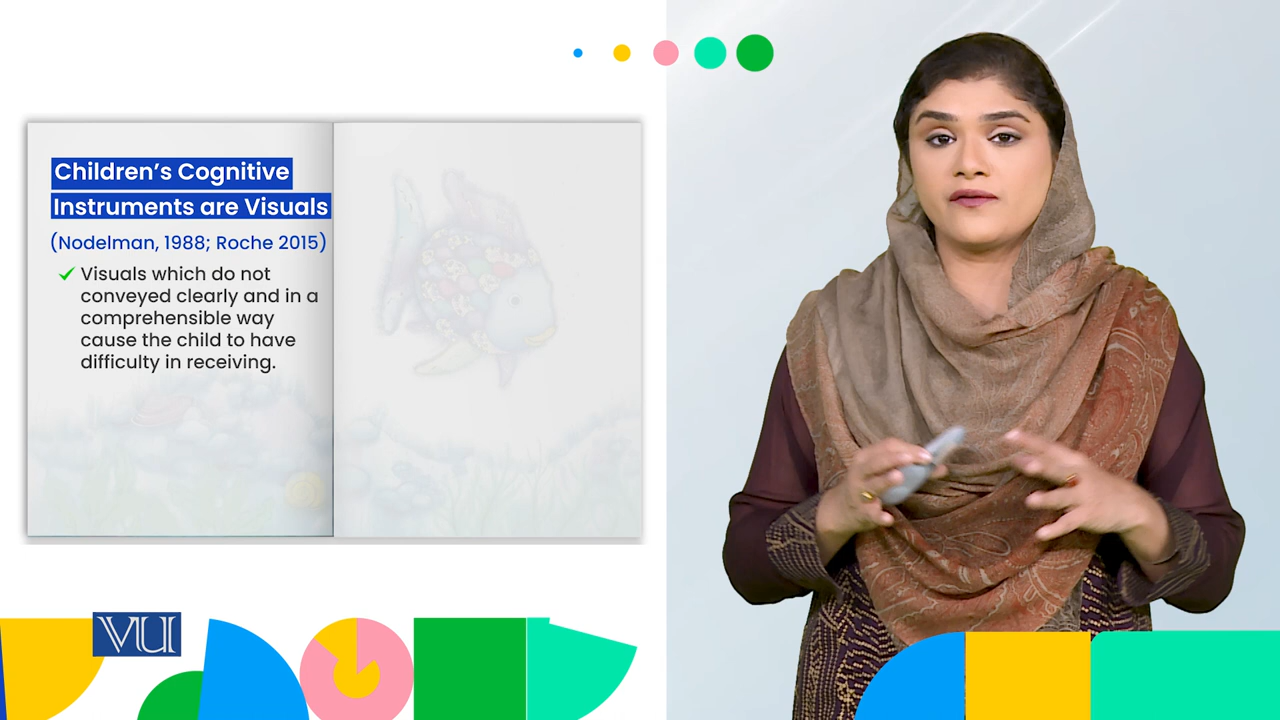 Children's Cognitive
Instruments are Visuals
(Nodelman, 1988; Roche 2015)
✓ Visuals which do not
conveyed clearly and in a
comprehensible way
cause the child to have
difficulty in receiving.
VU